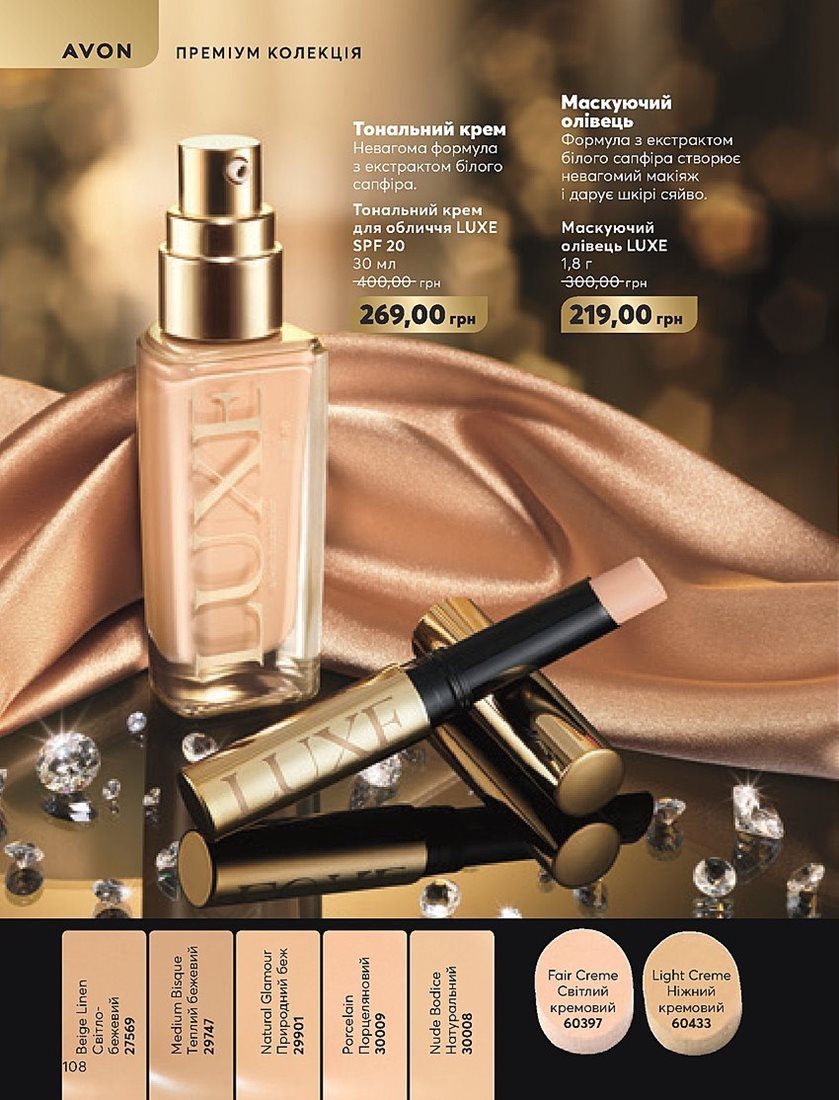 AVON
ПРЕМІУМ КОЛЕКЦІЯ
Тональний крем
Невагома формула
з екстрактом білого
сапфіра.
Тональний крем
для обличчя LUXE
SPF 20
30 мл
400,00 грн
269,00 грн
Маскуючий
олівець
Формула з екстрактом
білого сапфіра створює
невагомий макіяж
і дарує шкірі сяйво.
Маскуючий
олівець LUXE
1,8 г
300,00 грн
219,00 грн
LUXE
LUXE
Beige Linen
Світло-
бежевий
27569
Medium Bisque
Теплий бежевий
29747
Natural Glamour
Природний беж
29901
Porcelain
Порцеляновий
30009
Nude Bodice
Натуральний
30008
Fair Creme
Світлий
кремовий
60397
Light Creme
Ніжний
кремовий
60433
108